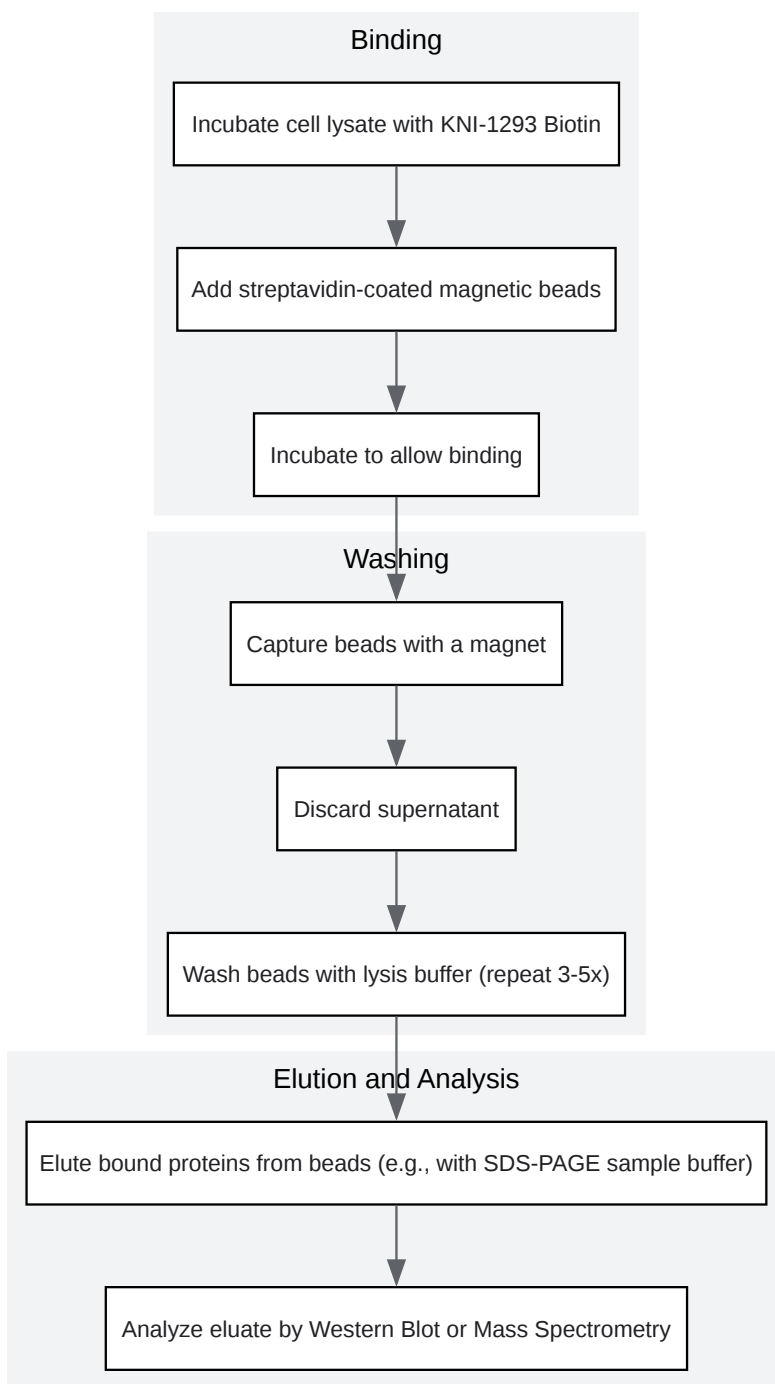 Binding
Incubate cell lysate with KNI-1293 Biotin
Add streptavidin-coated magnetic beads
Incubate to allow binding
Washing
Capture beads with a magnet
Discard supernatant
Wash beads with lysis buffer (repeat 3-5x)
Elution and Analysis
Elute bound proteins from beads (e.g., with SDS-PAGE sample buffer)
Analyze eluate by Western Blot or Mass Spectrometry